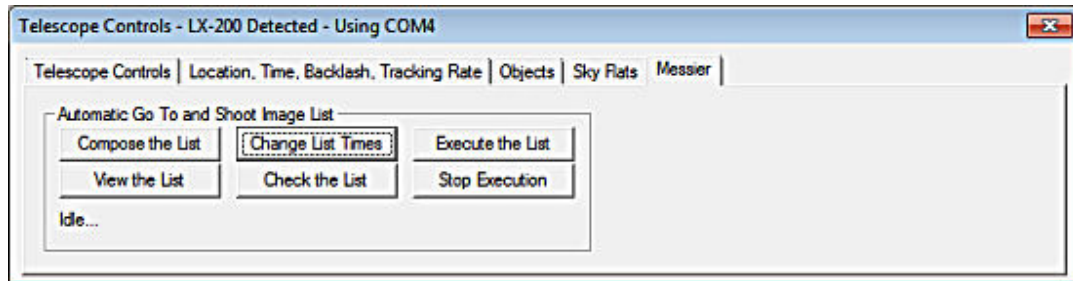 Telescope Controls - LX-200 Detected - Using COM4
Telescope Controls Location, Time, Backlash, Tracking Rate Objects Sky Flats Messier
Automatic Go To and Shoot Image List
Compose the List Change List Times Execute the List
View the List Check the List Stop Execution
Idle...